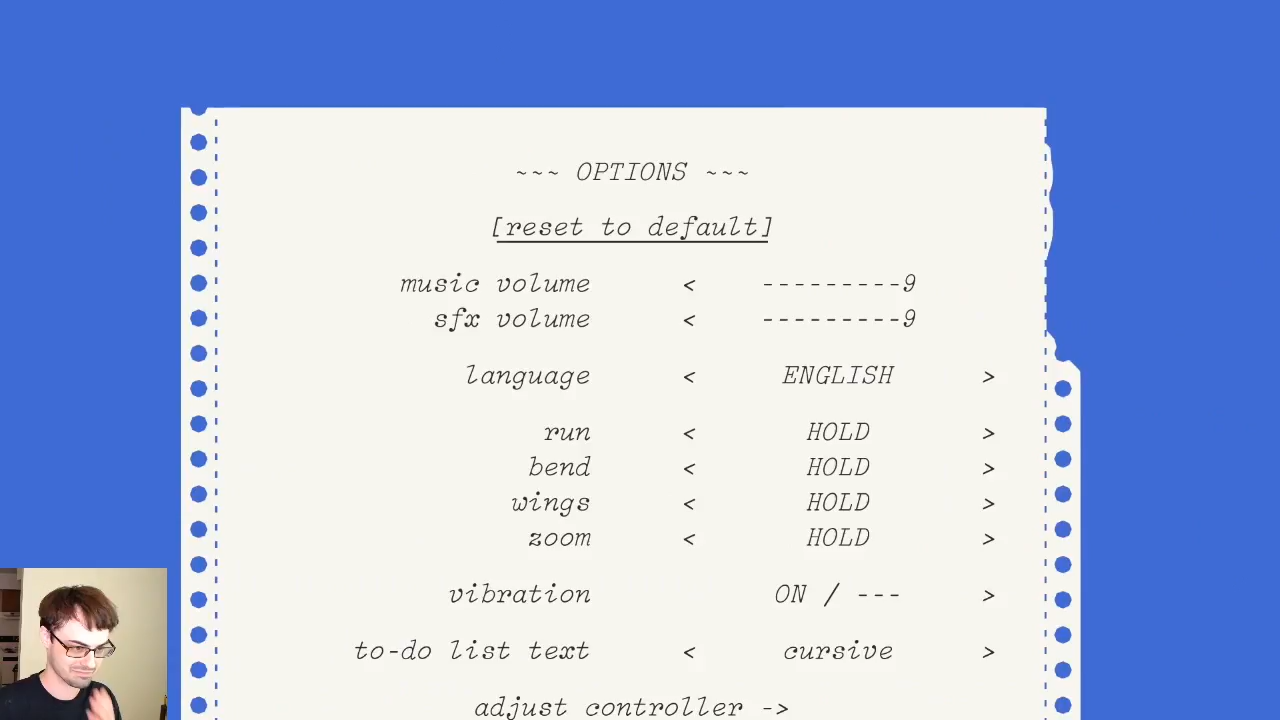 ~~~ OPTIONS ~~~
[reset to default]
music volume < ---------9
sfx volume < ---------9
language < ENGLISH >
run < HOLD >
bend < HOLD >
wings < HOLD >
zoom < HOLD >
vibration ON / --- >
to-do list text < cursive >
adjust controller ->